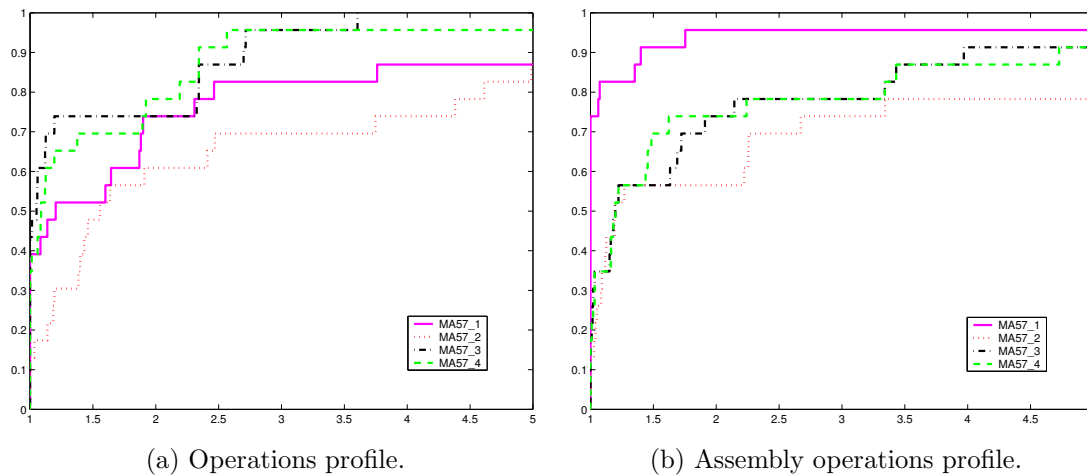 1
0.9
0.8
0.7
0.6
0.5
0.4
0.3
0.2
0.1
0
1 1.5 2 2.5 3 3.5 4 4.5 5
MA57_1
MA57_2
MA57_3
MA57_4
(a) Operations profile.
1
0.9
0.8
0.7
0.6
0.5
0.4
0.3
0.2
0.1
0
1 1.5 2 2.5 3 3.5 4 4.5
MA57_1
MA57_2
MA57_3
MA57_4
(b) Assembly operations profile.